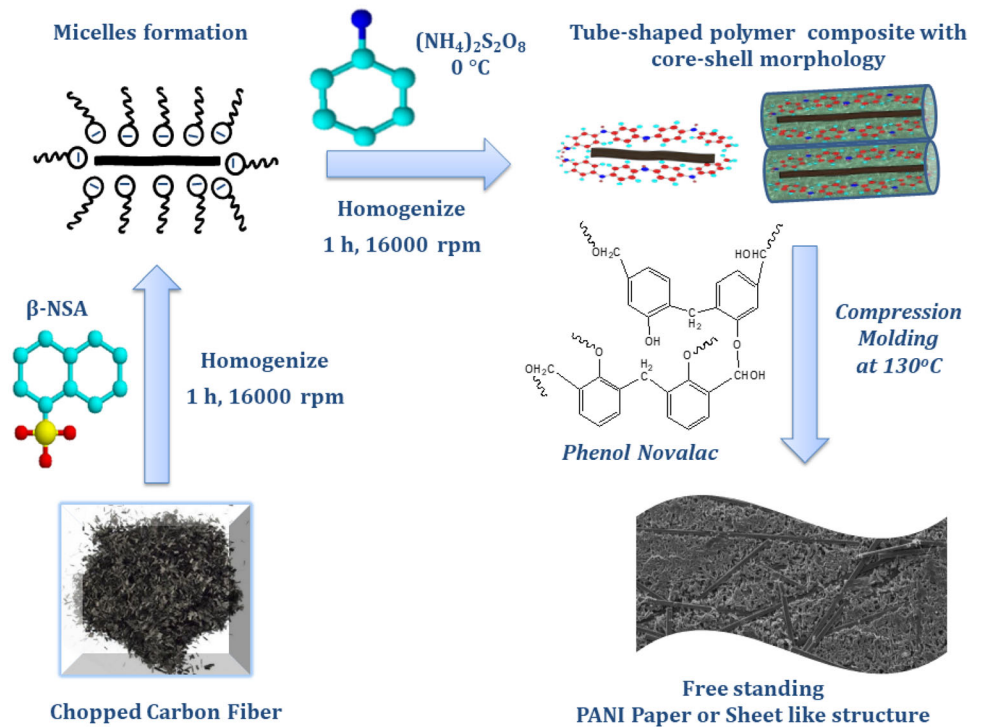 Micelles formation
(NH4)2S2O8
0 °C
Tube-shaped polymer composite with
core-shell morphology
Homogenize
1 h, 16000 rpm
β-NSA
Homogenize
1 h, 16000 rpm
OH2C
HOHC
C
H2
OH
O
OH2C
O
H2
C
O
CHOH
Compression
Molding
at 130oC
Phenol Novalac
Chopped Carbon Fiber
Free standing
PANI Paper or Sheet like structure